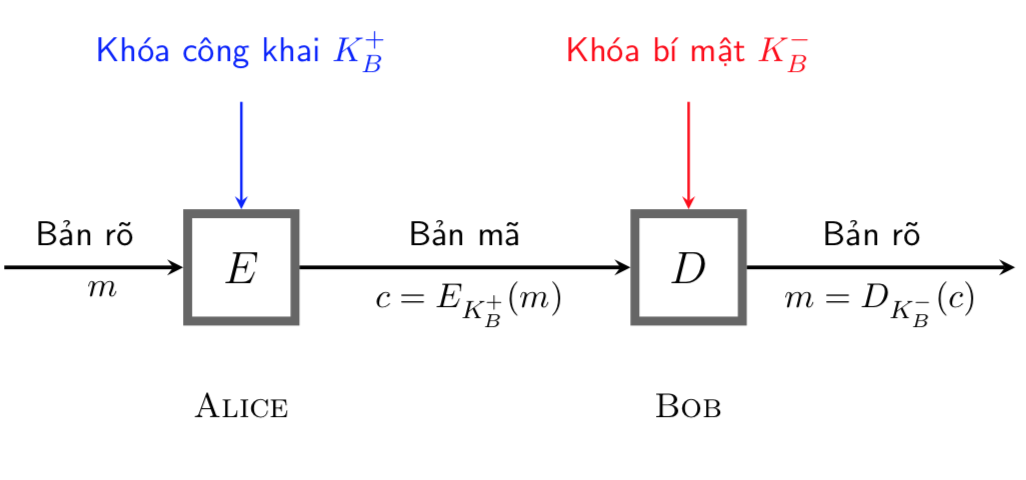 Khóa công khai $K_B^+$
Khóa bí mật $K_B^-$
Bản rõ
Bản mã
Bản rõ
E
D
m
$c = E_{K_B^+}(m)$
$m = D_{K_B^-}(c)$
ALICE
BOB